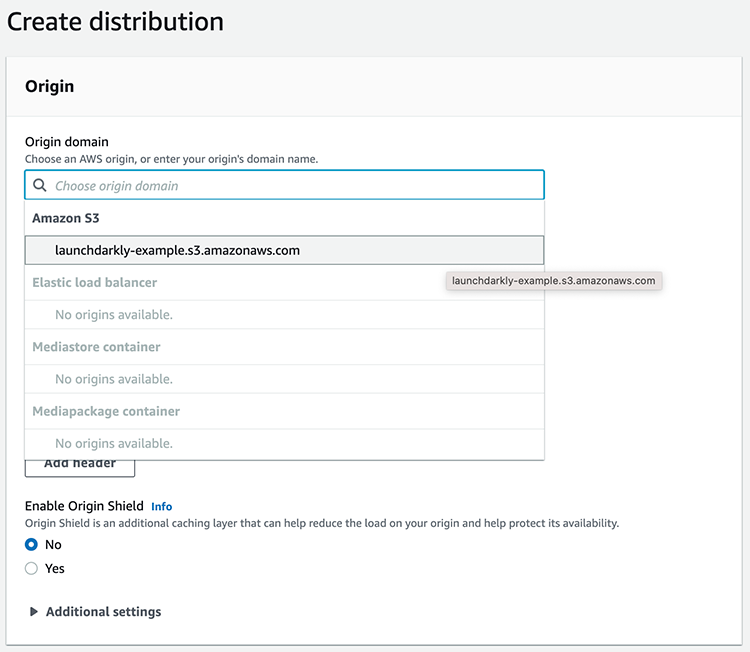 Create distribution
Origin
Origin domain
Choose an AWS origin, or enter your origin's domain name.
Choose origin domain
Amazon S3
launchdarkly-example.s3.amazonaws.com
Elastic load balancer
launchdarkly-example.s3.amazonaws.com
No origins available.
Mediastore container
No origins available.
Mediapackage container
No origins available.
Add header
Enable Origin Shield Info
Origin Shield is an additional caching layer that can help reduce the load on your origin and help protect its availability.
No
Yes
Additional settings